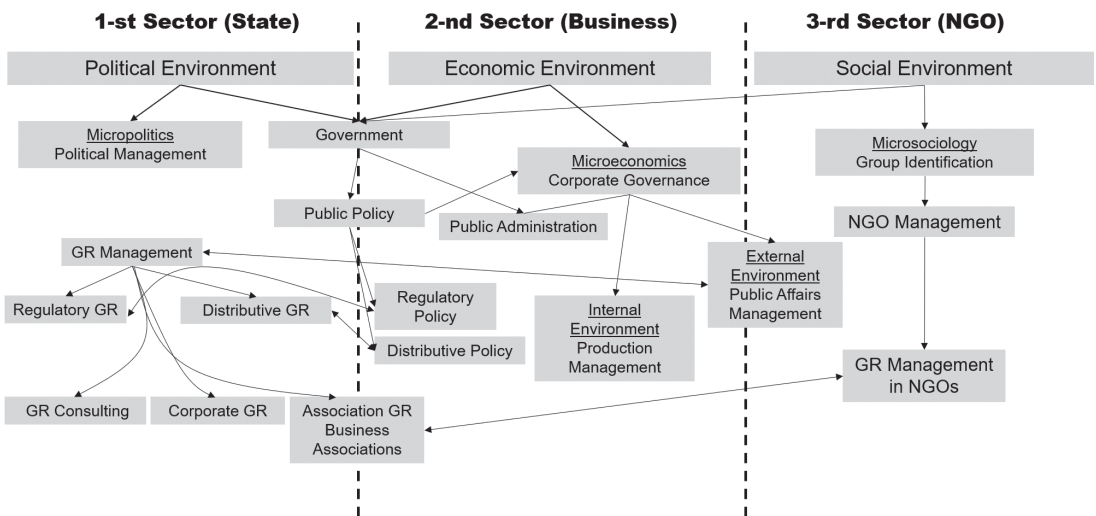 1-st Sector (State)
2-nd Sector (Business)
3-rd Sector (NGO)
Political Environment
Economic Environment
Social Environment
Micropolitics
Political Management
Government
Microeconomics
Corporate Governance
Microsociology
Group Identification
Public Policy
Public Administration
NGO Management
GR Management
External
Environment
Public Affairs
Management
Regulatory GR
Distributive GR
Regulatory
Policy
Internal
Environment
Production
Management
Distributive Policy
GR Management
in NGOs
GR Consulting
Corporate GR
Association GR
Business
Associations